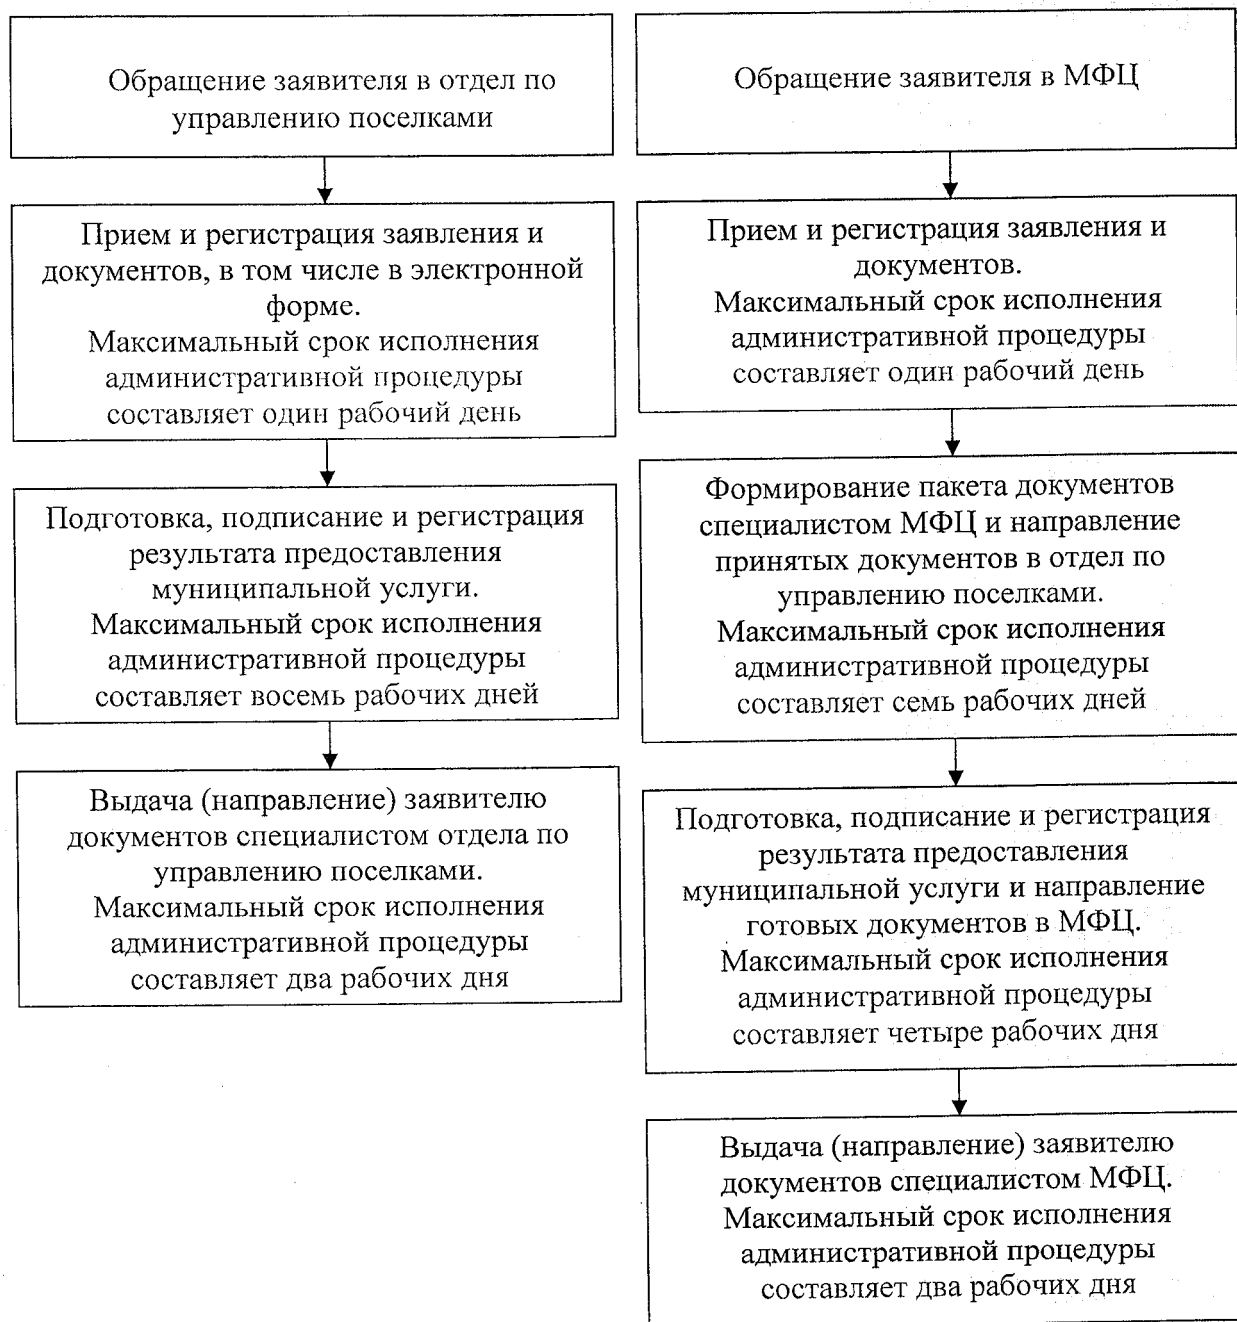 Обращение заявителя в отдел по
управлению поселками
Прием и регистрация заявления и
документов, в том числе в электронной
форме.
Максимальный срок исполнения
административной процедуры
составляет один рабочий день
Подготовка, подписание и регистрация
результата предоставления
муниципальной услуги.
Максимальный срок исполнения
административной процедуры
составляет восемь рабочих дней
Выдача (направление) заявителю
документов специалистом отдела по
управлению поселками.
Максимальный срок исполнения
административной процедуры
составляет два рабочих дня
Обращение заявителя в МФЦ
Прием и регистрация заявления и
документов.
Максимальный срок исполнения
административной процедуры
составляет один рабочий день
Формирование пакета документов
специалистом МФЦ и направление
принятых документов в отдел по
управлению поселками.
Максимальный срок исполнения
административной процедуры
составляет семь рабочих дней
Подготовка, подписание и регистрация
результата предоставления
муниципальной услуги и направление
готовых документов в МФЦ.
Максимальный срок исполнения
административной процедуры
составляет четыре рабочих дня
Выдача (направление) заявителю
документов специалистом МФЦ.
Максимальный срок исполнения
административной процедуры
составляет два рабочих дня